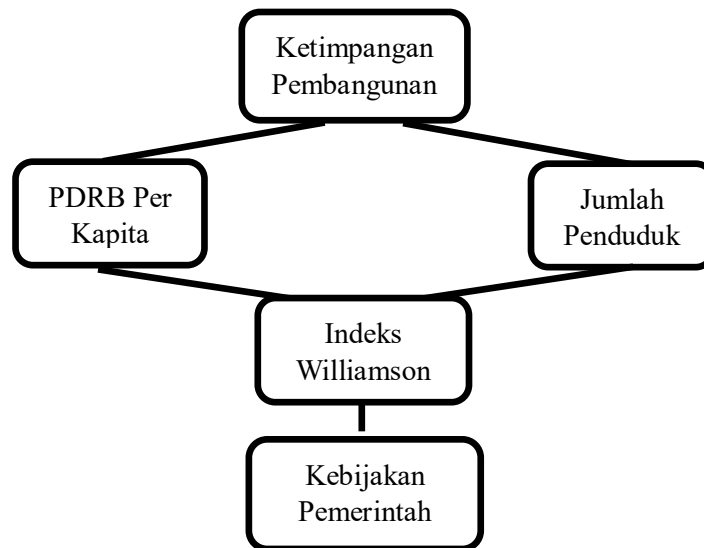 Ketimpangan
Pembangunan
PDRB Per
Kapita
Jumlah
Penduduk
Indeks
Williamson
Kebijakan
Pemerintah